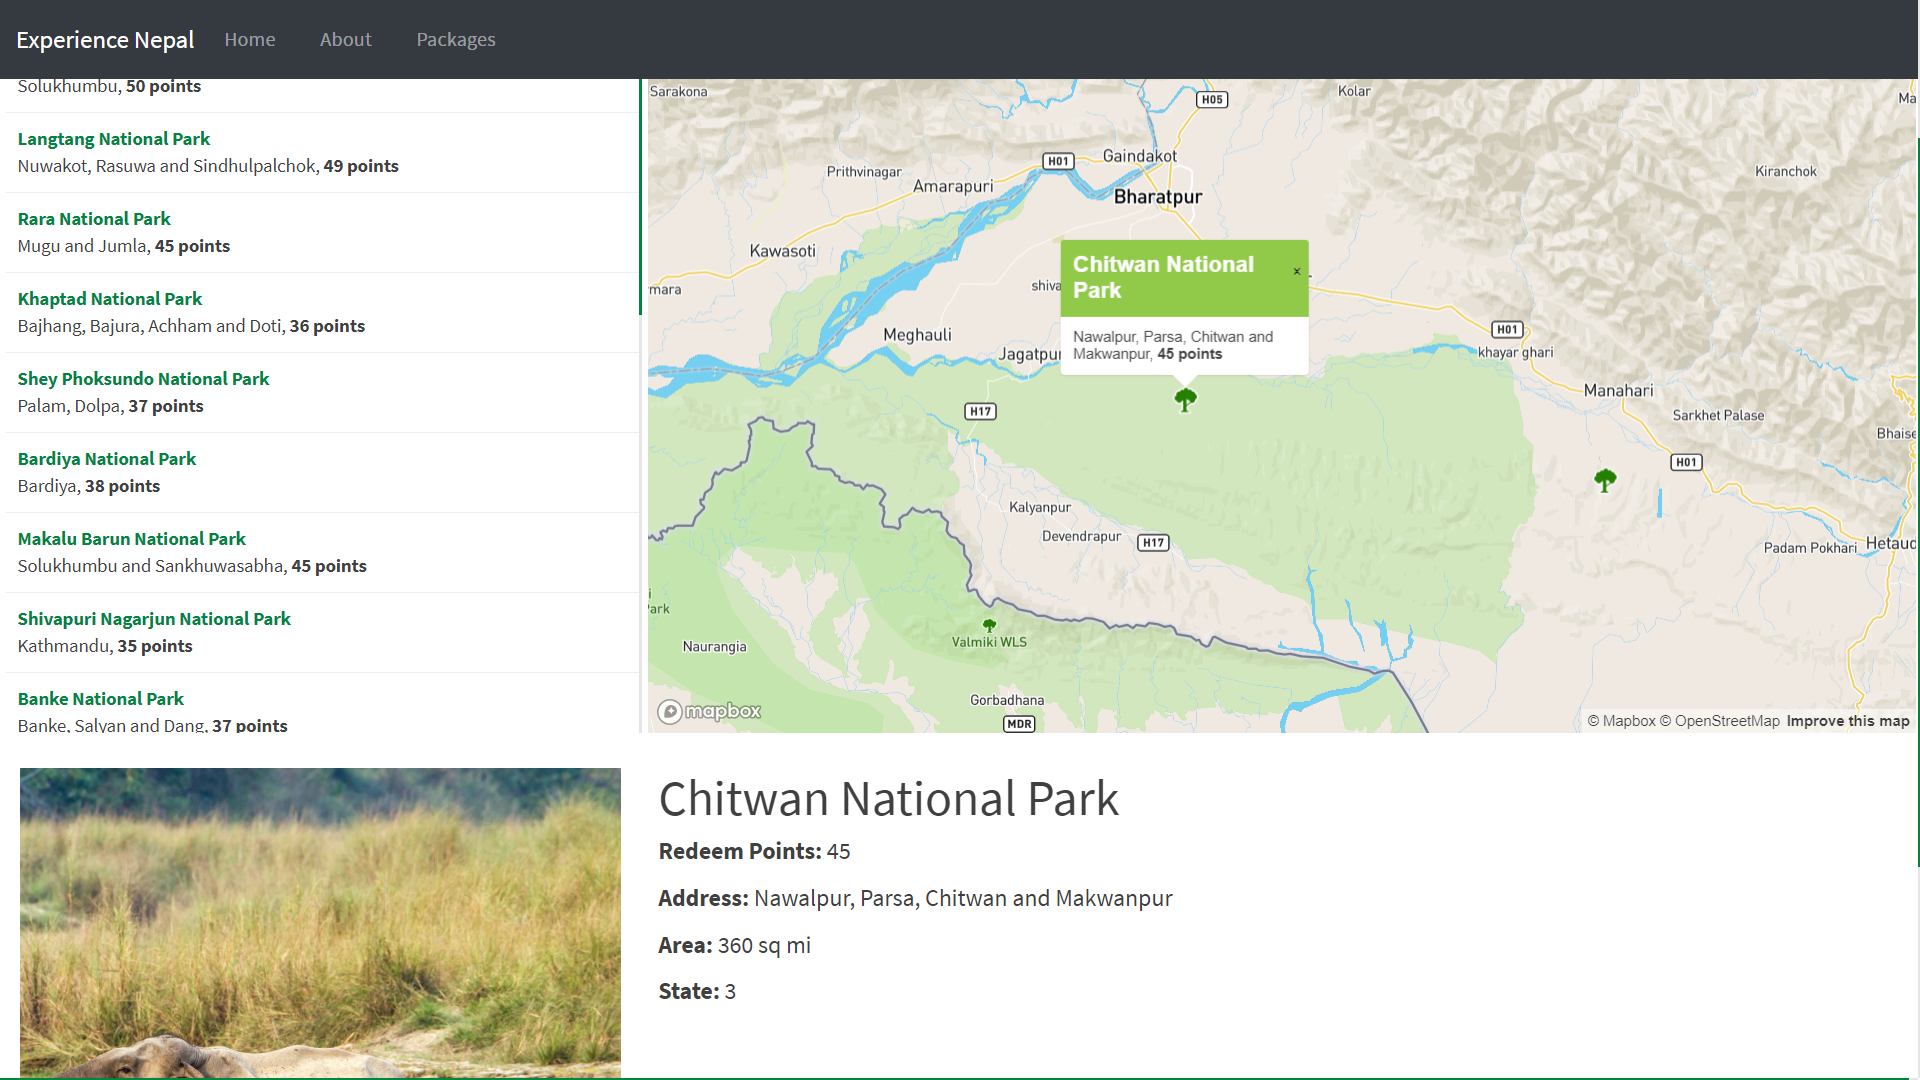 Experience Nepal Home About Packages
Solukhumbu, 50 points
Langtang National Park
Nuwakot, Rasuwa and Sindhulpalchok, 49 points
Rara National Park
Mugu and Jumla, 45 points
Khaptad National Park
Bajhang, Bajura, Achham and Doti, 36 points
Shey Phoksundo National Park
Palam, Dolpa, 37 points
Bardiya National Park
Bardiya, 38 points
Makalu Barun National Park
Solukhumbu and Sankhuwasabha, 45 points
Shivapuri Nagarjun National Park
Kathmandu, 35 points
Banke National Park
Banke, Salyan and Dang, 37 points
Sarakona
H05
Kolar
Ma
H01
Gaindakot
Prithvinagar
Amarapuri
Bharatpur
Kiranchok
Kawasoti
mara
shiva
Chitwan National
Park
×
Nawalpur, Parsa, Chitwan and
Makwanpur, 45 points
Meghauli
Jagatpu
H01
khayar ghari
Manahari
H17
Sarkhet Palase
Bhaise
H01
Kalyanpur
Devendrapur
H17
Padam Pokhari
Hetaud
i
Park
Naurangia
Valmiki WLS
Gorbadhana
MDR
mapbox
© Mapbox © OpenStreetMap Improve this map
Chitwan National Park
Redeem Points: 45
Address: Nawalpur, Parsa, Chitwan and Makwanpur
Area: 360 sq mi
State: 3